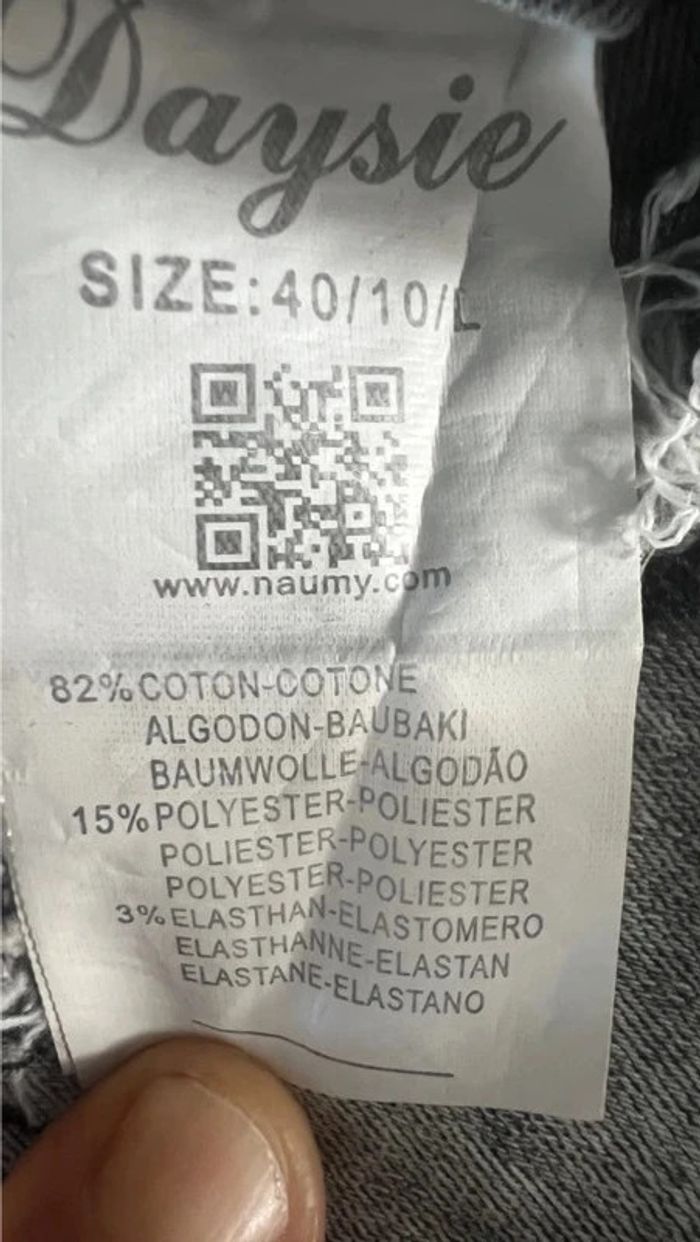 Daysie
SIZE:40/10/L
www.naumy.com
82%COTON-COTONE
ALGODON-BAUBAKI
BAUMWOLLE-ALGODÃO
15%POLYESTER-POLIESTER
POLIESTER-POLYESTER
POLYESTER-POLIESTER
3%ELASTHAN-ELASTOMERO
ELASTHANNE-ELASTAN
ELASTANE-ELASTANO